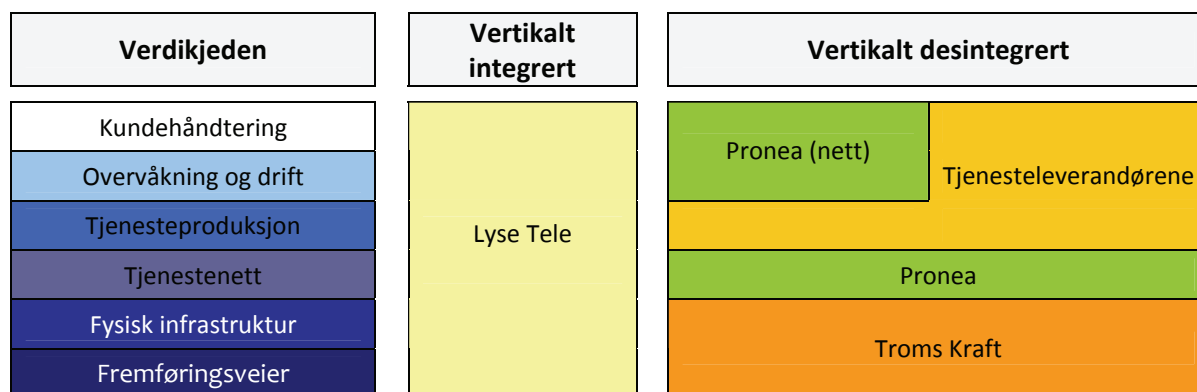 Verdikjeden
Vertikalt
integrert
Vertikalt desintegrert
Kundehåndtering
Overvåkning og drift
Tjenesteproduksjon
Tjenestenett
Fysisk infrastruktur
Fremføringsveier
Lyse Tele
Pronea (nett)
Tjenesteleverandørene
Pronea
Troms Kraft